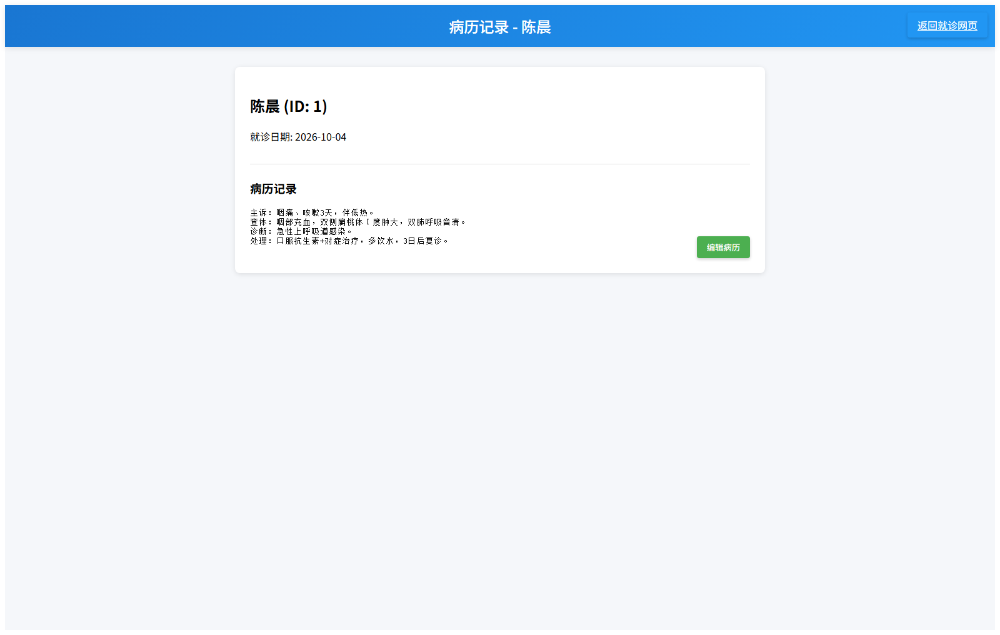 病历记录 - 陈晨
返回就诊网页
陈晨 (ID: 1)
就诊日期: 2026-10-04
病历记录
主诉：咽痛、咳嗽3天，伴低热。
查体：咽部充血，双侧扁桃体Ⅰ度肿大，双肺呼吸音清。
诊断：急性上呼吸道感染。
处理：口服抗生素+对症治疗，多饮水，3日后复诊。
编辑病历